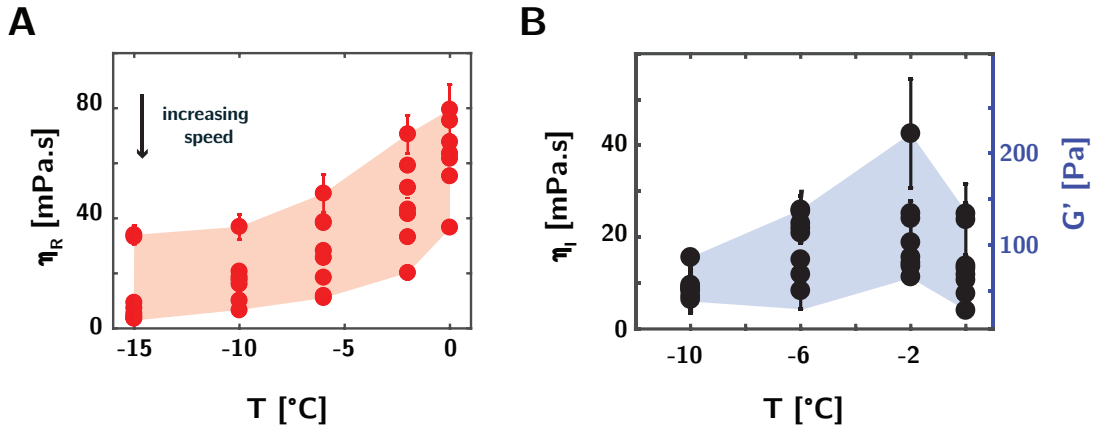 A
η_R [mPa.s]
80
40
0
increasing
speed
-15
-10
-5
0
T [°C]
B
η_I [mPa.s]
40
20
0
-10
-6
-2
T [°C]
200
100
G' [Pa]